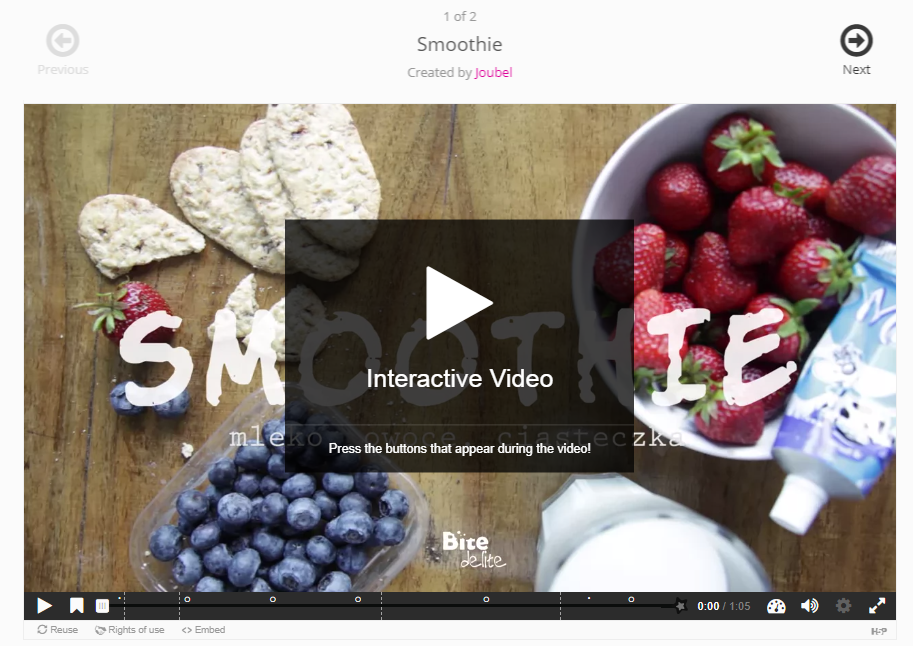 1 of 2
Smoothie
Previous
Created by Joubel
Next
SMOOTHIE
Interactive Video
mleko ciasteczka
Press the buttons that appear during the video!
Bite
delite
0:00 / 1:05
Reuse
Rights of use
<> Embed
H-P